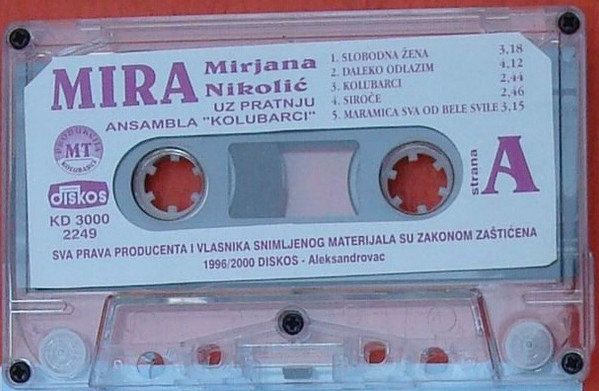 MIRA
Mirjana
Nikolić
UZ PRATNJU
ANSAMBLA "KOLUBARCI"
1. SLOBODNA ŽENA 3,18
2. DALEKO ODLAZIM 4,12
3. KOLUBARCI 2,44
4. SIROČE 2,46
5. MARAMICA SVA OD BELE SVILE 3,15
PRODUKCIJA
MT
KOLUBARCI
diskos
KD 3000
2249
strana
A
SVA PRAVA PRODUCENTA I VLASNIKA SNIMLJENOG MATERIJALA SU ZAKONOM ZAŠTIĆENA
1996/2000 DISKOS - Aleksandrovac